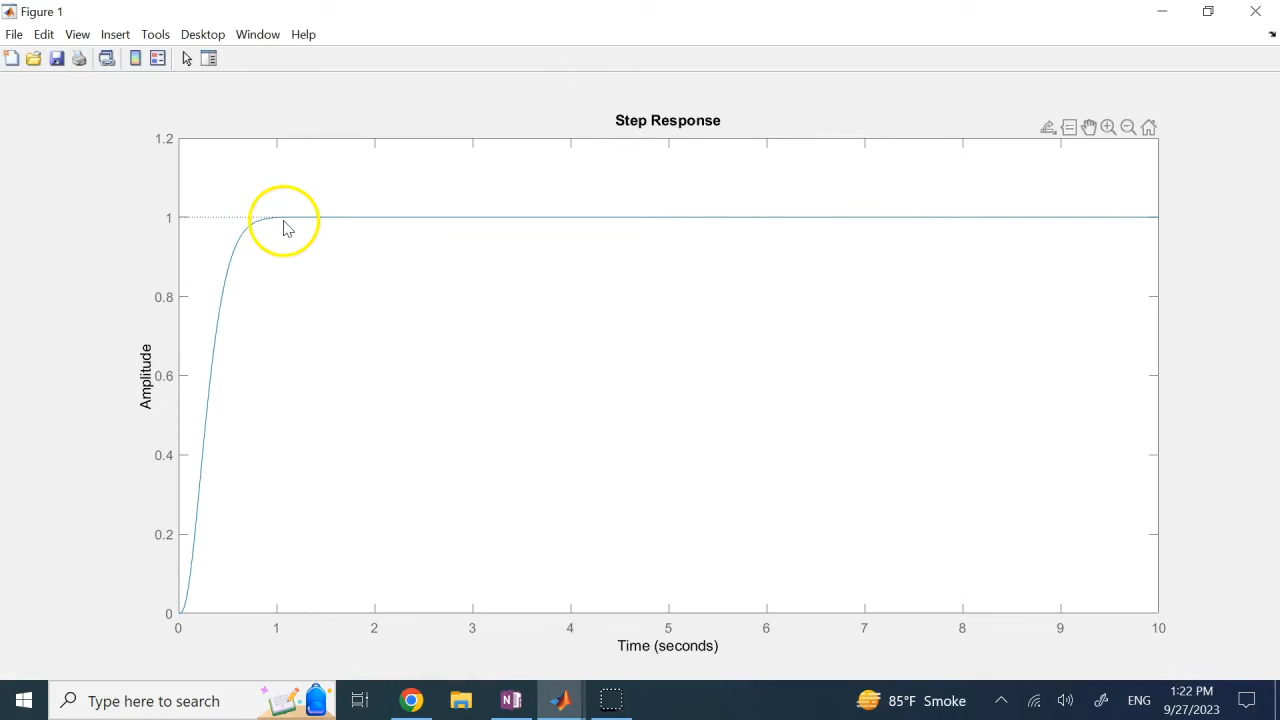 Figure 1
File Edit View Insert Tools Desktop Window Help
Step Response
1.2
1
0.8
0.6
0.4
0.2
0
Amplitude
0 1 2 3 4 5 6 7 8 9 10
Time (seconds)
Type here to search
85°F Smoke
ENG
1:22 PM
9/27/2023